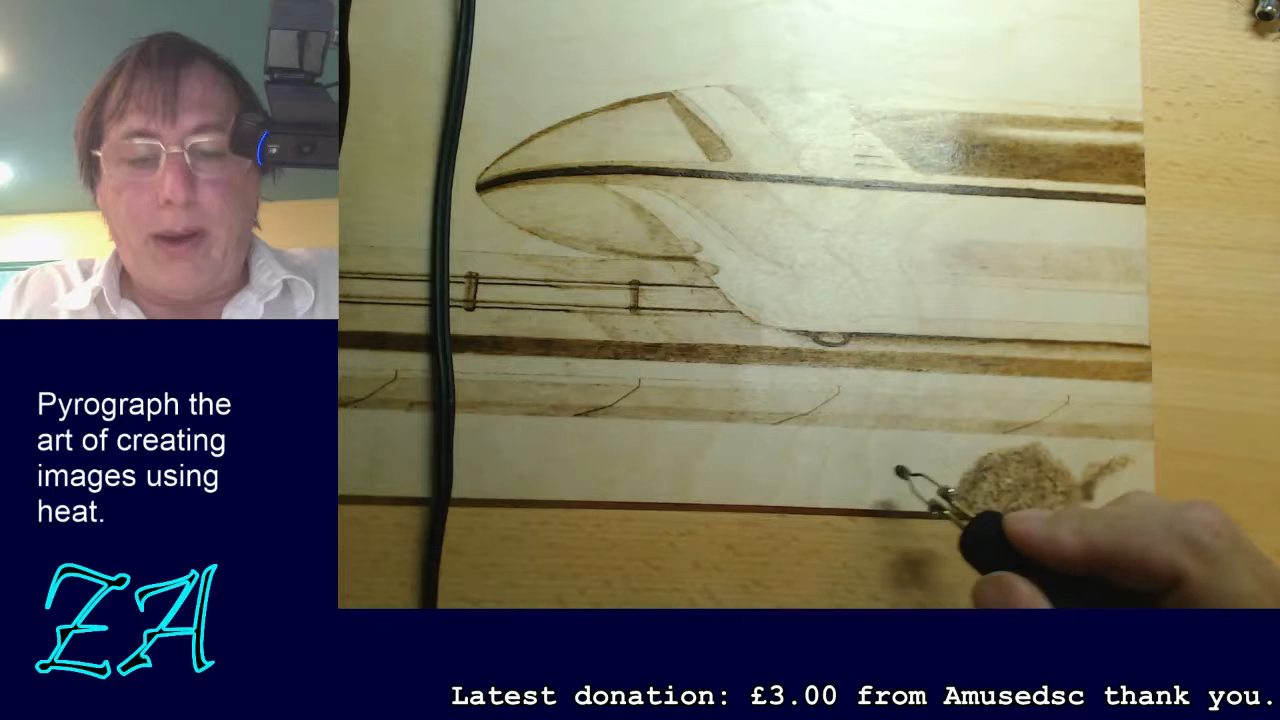 Pyrograph the
art of creating
images using
heat.
ZA
Latest donation: £3.00 from Amusedsc thank you.